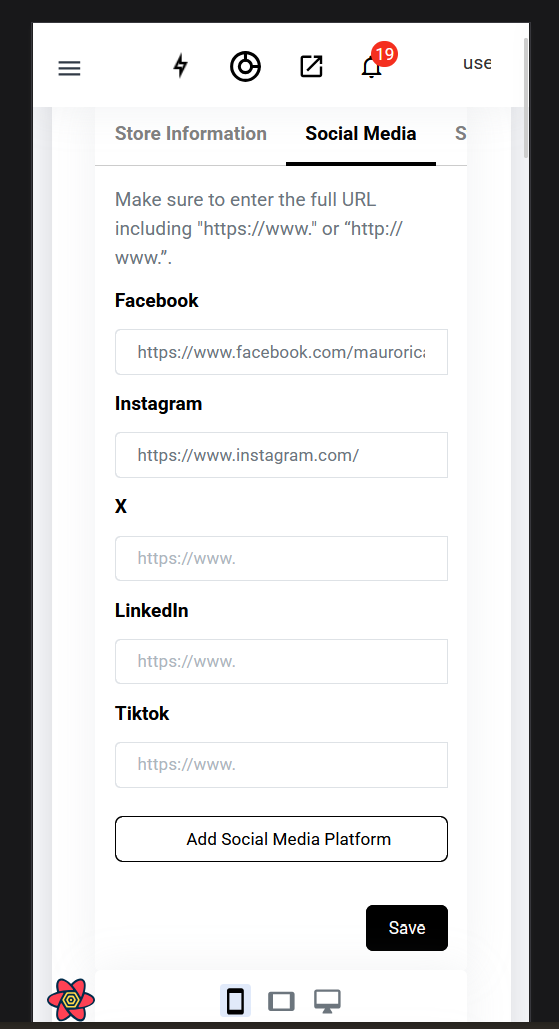 19
use
Store Information
Social Media
S
Make sure to enter the full URL
including "https://www." or “http://
www.”.
Facebook
https://www.facebook.com/maurorica
Instagram
https://www.instagram.com/
X
https://www.
LinkedIn
https://www.
Tiktok
https://www.
Add Social Media Platform
Save